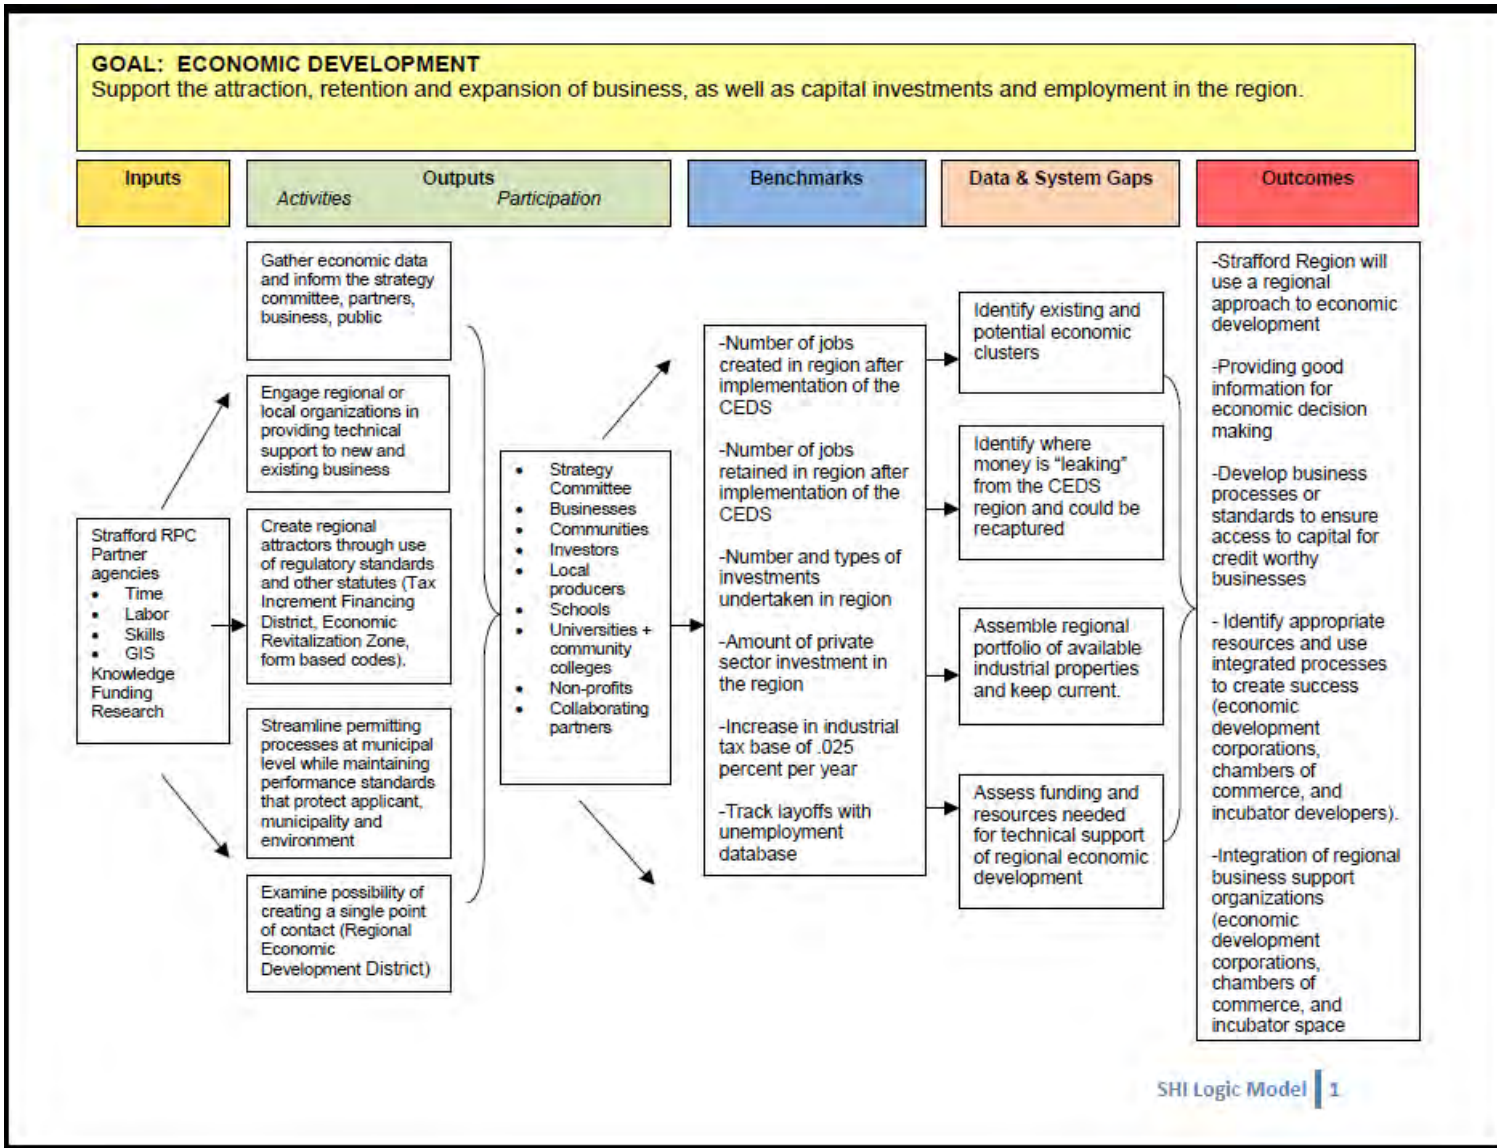 GOAL:  ECONOMIC DEVELOPMENT
Support the attraction, retention and expansion of business, as well as capital investments and employment in the region.
Inputs
Outputs
Activities
Participation
Benchmarks
Data & System Gaps
Outcomes
Strafford RPC
Partner
agencies
• Time
• Labor
• Skills
• GIS
Knowledge
Funding
Research
Gather economic data
and inform the strategy
committee, partners,
business, public
Engage regional or
local organizations in
providing technical
support to new and
existing business
Create regional
attractors through use
of regulatory standards
and other statutes (Tax
Increment Financing
District, Economic
Revitalization Zone,
form based codes).
Streamline permitting
processes at municipal
level while maintaining
performance standards
that protect applicant,
municipality and
environment
Examine possibility of
creating a single point
of contact (Regional
Economic
Development District)
• Strategy
Committee
• Businesses
• Communities
• Investors
• Local
producers
• Schools
• Universities +
community
colleges
• Non-profits
• Collaborating
partners
-Number of jobs
created in region after
implementation of the
CEDS
-Number of jobs
retained in region after
implementation of the
CEDS
-Number and types of
investments
undertaken in region
-Amount of private
sector investment in
the region
-Increase in industrial
tax base of .025
percent per year
-Track layoffs with
unemployment
database
Identify existing and
potential economic
clusters
Identify where
money is “leaking”
from the CEDS
region and could be
recaptured
Assemble regional
portfolio of available
industrial properties
and keep current.
Assess funding and
resources needed
for technical support
of regional economic
development
-Strafford Region will
use a regional
approach to economic
development
-Providing good
information for
economic decision
making
-Develop business
processes or
standards to ensure
access to capital for
credit worthy
businesses
- Identify appropriate
resources and use
integrated processes
to create success
(economic
development
corporations,
chambers of
commerce, and
incubator developers).
-Integration of regional
business support
organizations
(economic
development
corporations,
chambers of
commerce, and
incubator space
SHI Logic Model | 1